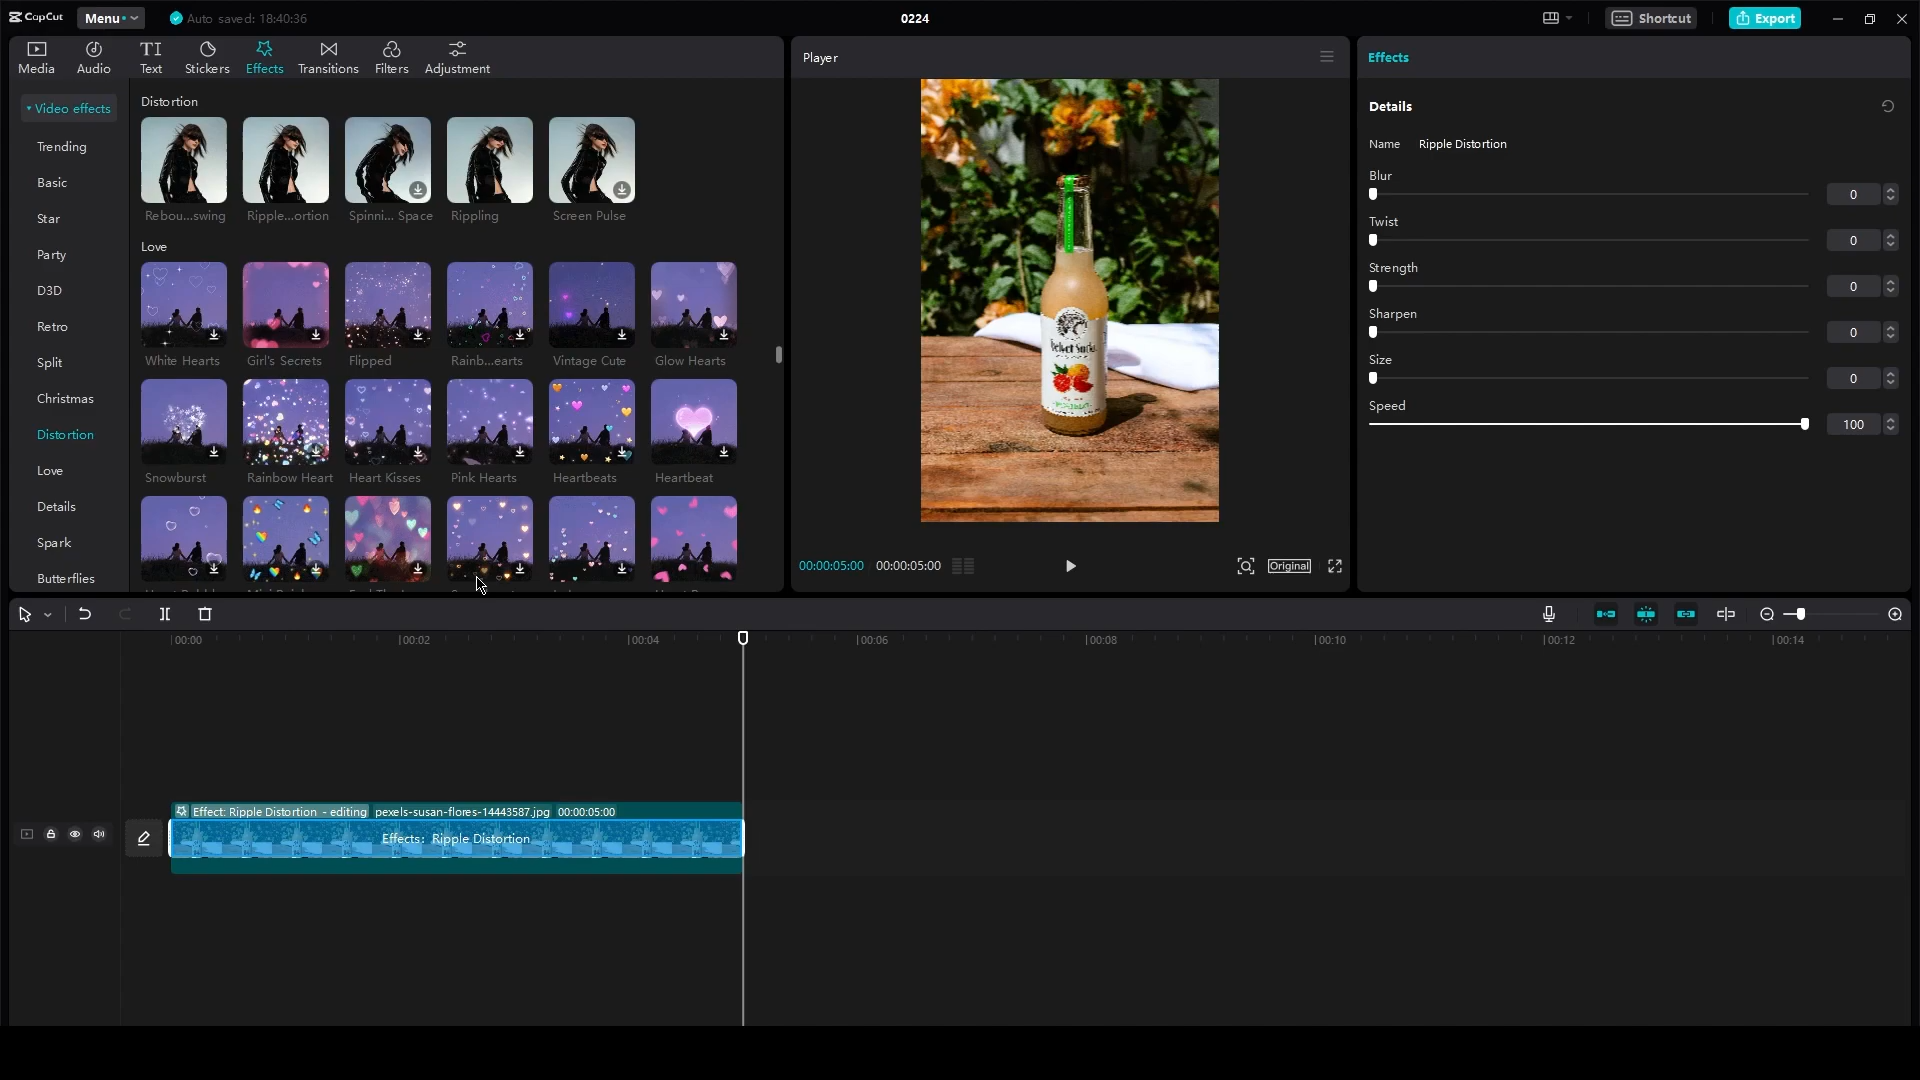 CapCut
Menu
Auto saved: 18:40:36
0224
Shortcut
Export
Media
Audio
TI
Text
Stickers
Effects
Transitions
Filters
Adjustment
Video effects
Trending
Basic
Star
Party
D3D
Retro
Split
Christmas
Distortion
Love
Details
Spark
Butterflies
Distortion
Rebou...swing
Ripple...ortion
Spinni... Space
Rippling
Screen Pulse
Love
White Hearts
Girl's Secrets
Flipped
Rainb...earts
Vintage Cute
Glow Hearts
Snowburst
Rainbow Heart
Heart Kisses
Pink Hearts
Heartbeats
Heartbeat
Player
Velvet Soda
00:00:05:00
00:00:05:00
Original
Effects
Details
Name Ripple Distortion
Blur
0
Twist
0
Strength
0
Sharpen
0
Size
0
Speed
100
00:00
00:02
00:04
00:06
00:08
00:10
00:12
00:14
Effect: Ripple Distortion - editing pexels-susan-flores-14443587.jpg 00:00:05:00
Effects: Ripple Distortion